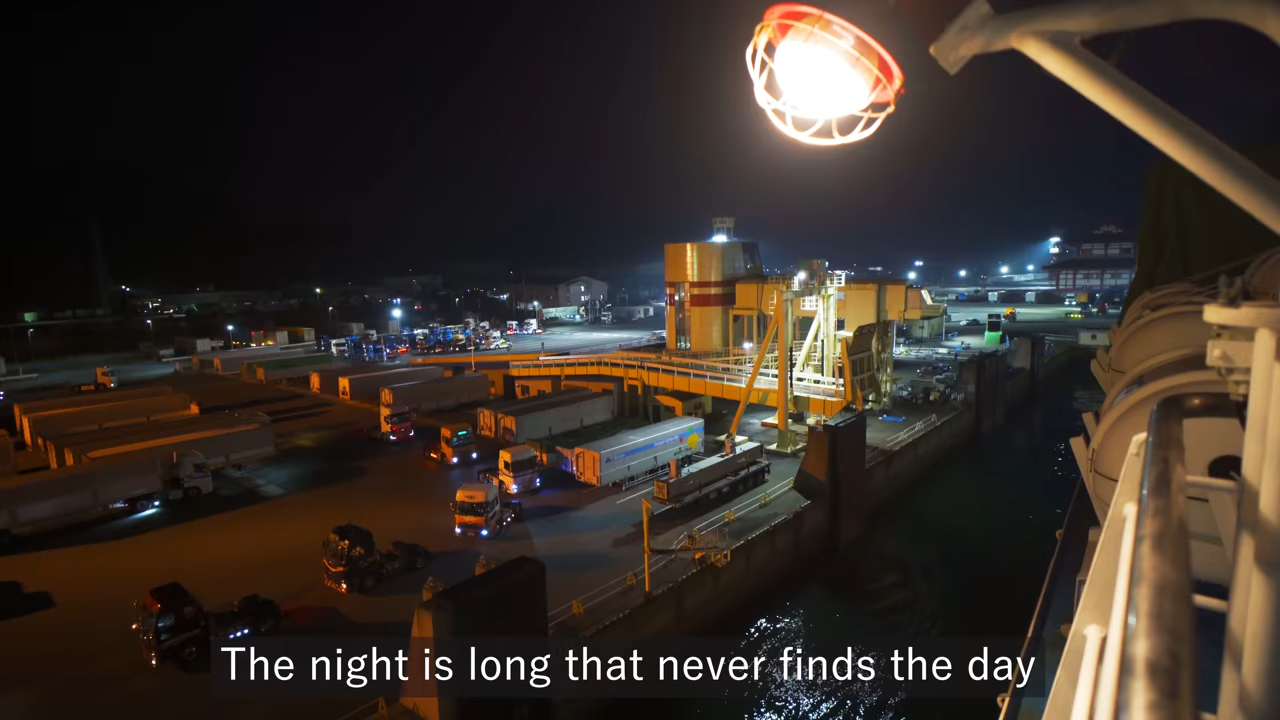 The night is long that never finds the day